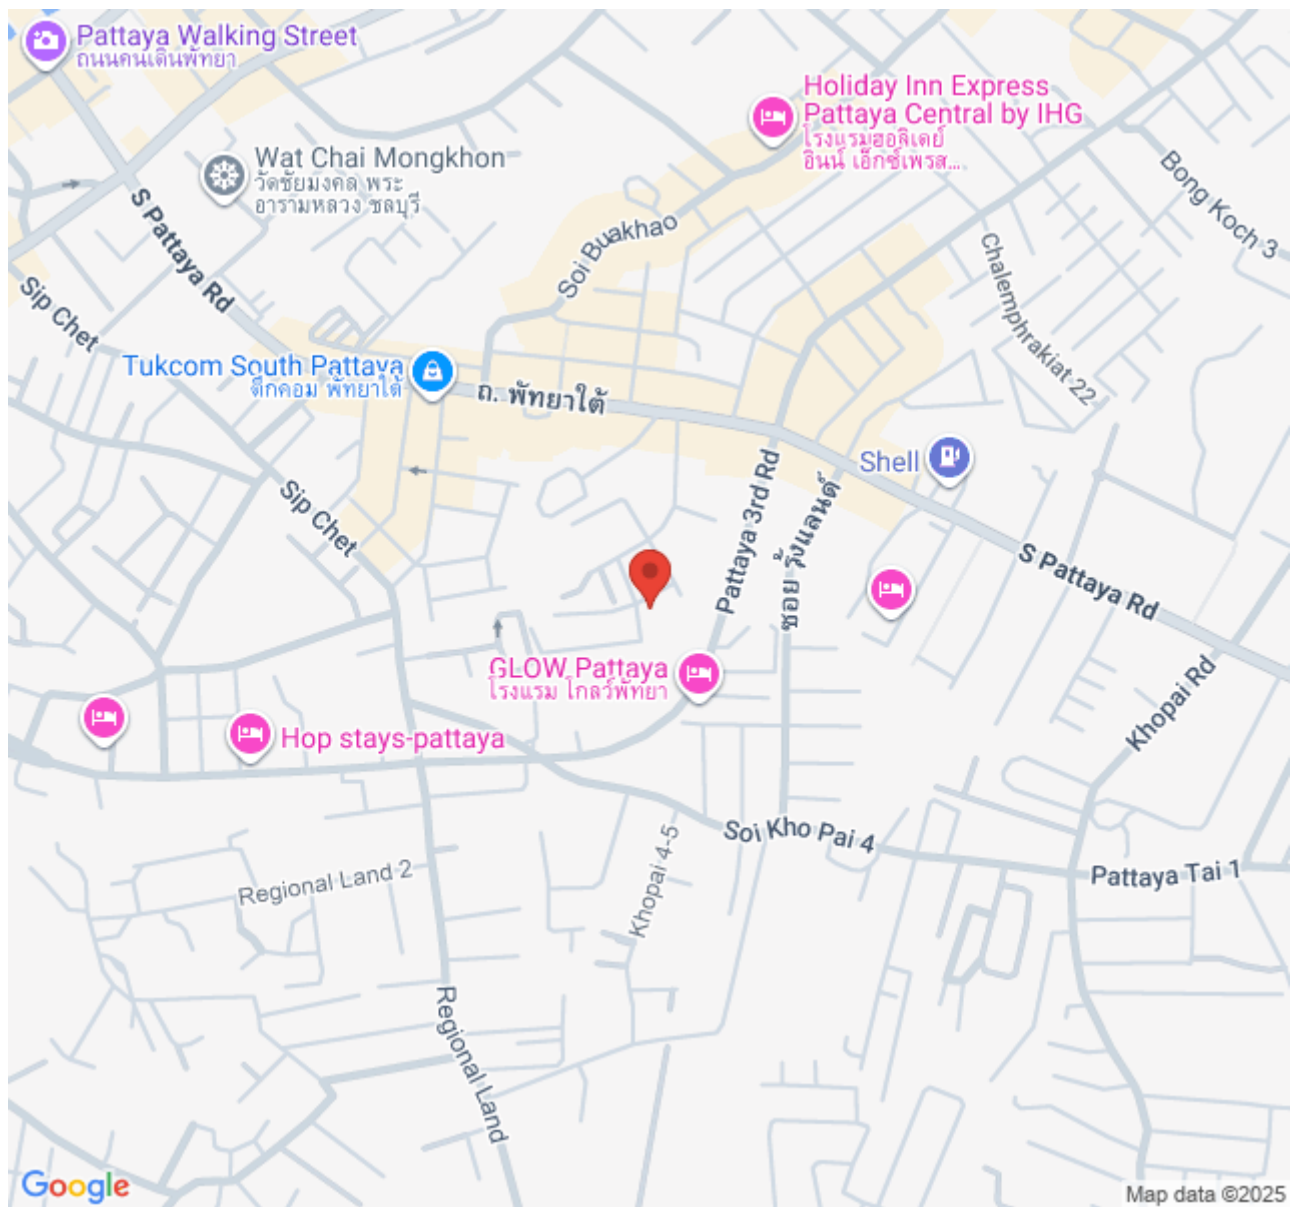 Pattaya Walking Street
ถนนคนเดินพัทยา
Holiday Inn Express
Pattaya Central by IHG
โรงแรมฮอลิเดย์
อินน์ เอ็กซ์เพรส...
Wat Chai Mongkhon
วัดชัยมงคล พระ
อารามหลวง ชลบุรี
Bong Koch 3
S Pattaya Rd
Soi Buakhao
Chalemphrakiat 22
Sip Chet
Tukcom South Pattaya
ตึกคอม พัทยาใต้
ถ. พัทยาใต้
Shell
Sip Chet
Pattaya 3rd Rd
ซอย วู้งแลนด์
S Pattaya Rd
GLOW Pattaya
โรงแรม โกลว์พัทยา
Khopai Rd
Hop stays-pattaya
Soi Kho Pai 4
Khopai 4-5
Pattaya Tai 1
Regional Land 2
Regional Land
Google
Map data ©2025